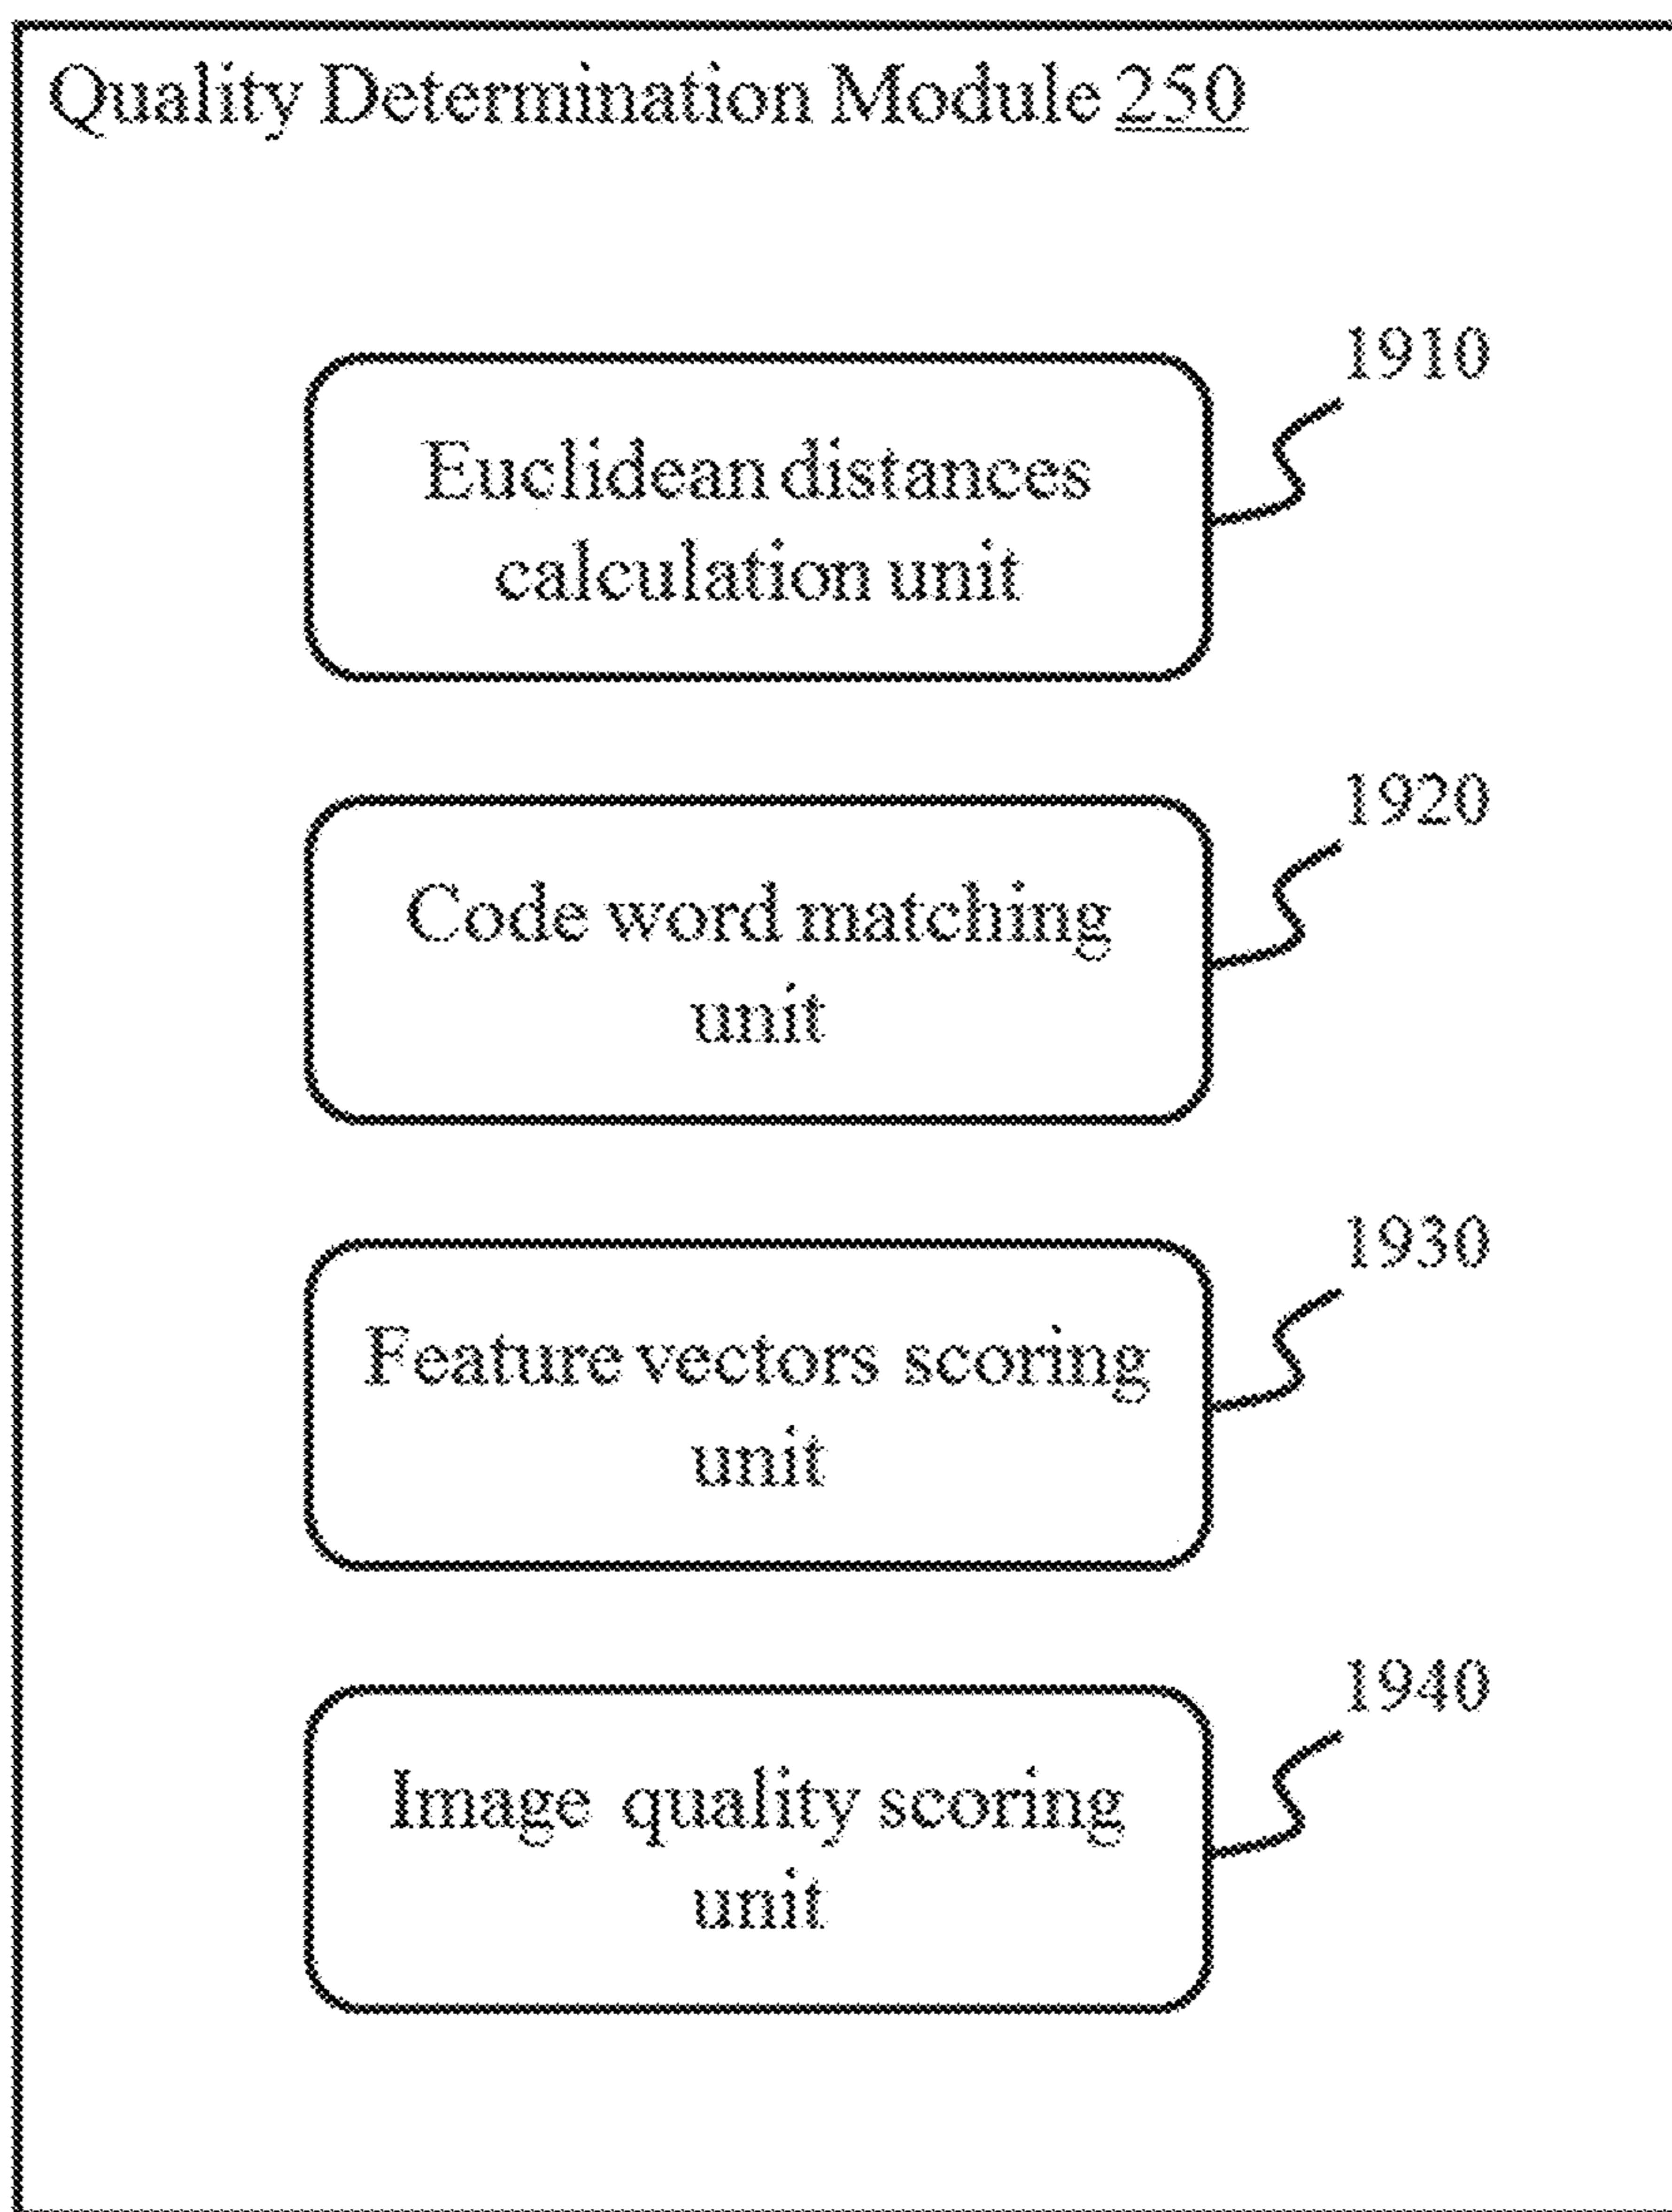 Quality Determination Module 250
1910
Euclidean distances
calculation unit
1920
Code word matching
unit
1930
Feature vectors scoring
unit
1940
Image quality scoring
unit